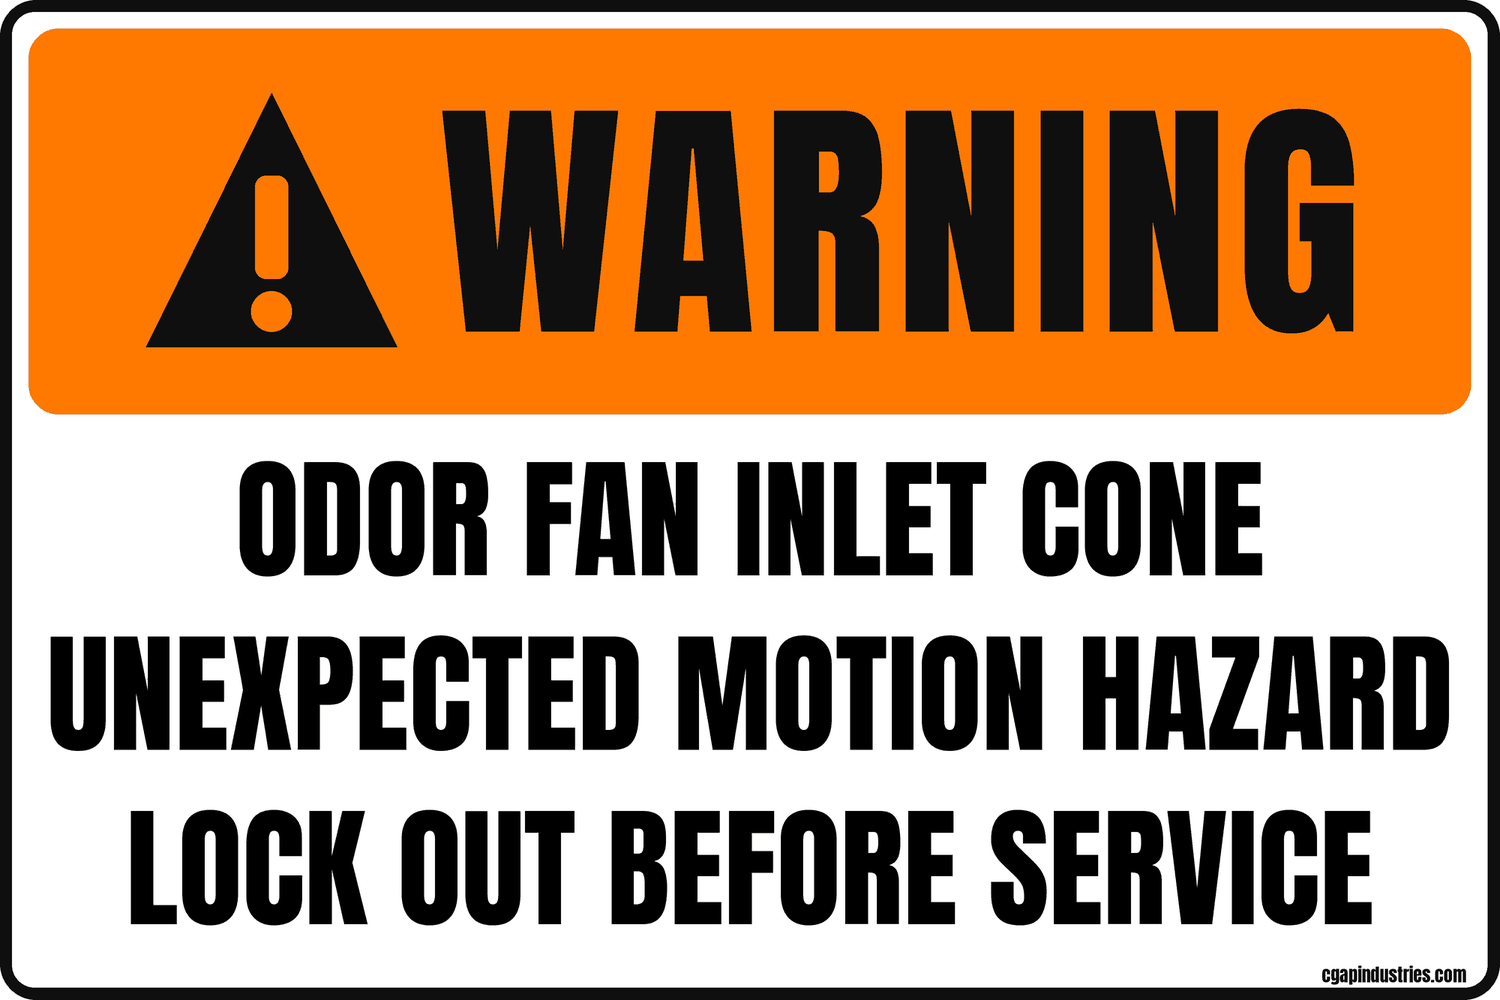 WARNING
ODOR FAN INLET CONE
UNEXPECTED MOTION HAZARD
LOCK OUT BEFORE SERVICE
cgapindustries.com